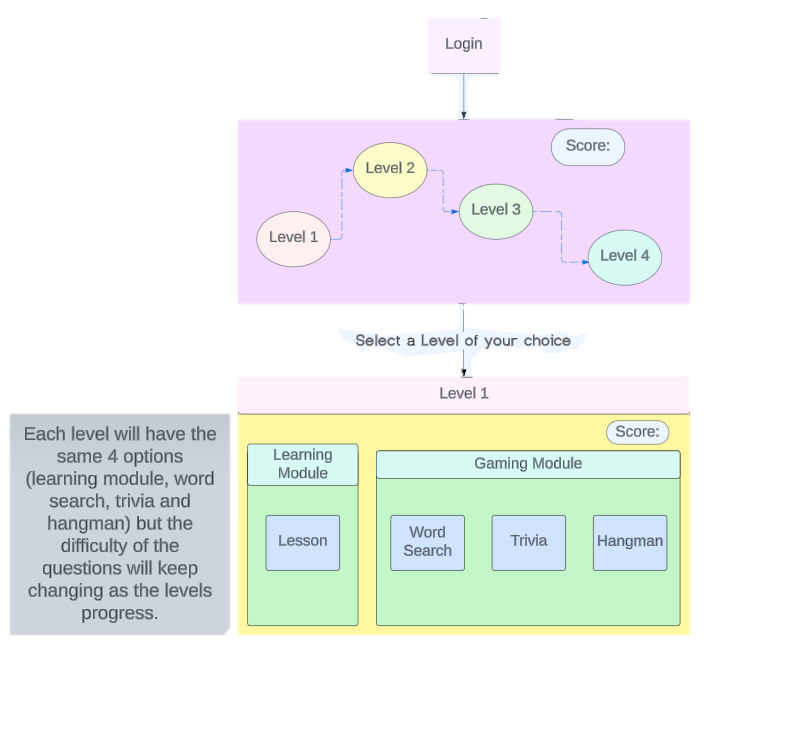 Login
Score:
Level 2
Level 3
Level 1
Level 4
Select a Level of your choice
Level 1
Each level will have the
same 4 options
(learning module, word
search, trivia and
hangman) but the
difficulty of the
questions will keep
changing as the levels
progress.
Score:
Learning
Module
Gaming Module
Lesson
Word
Search
Trivia
Hangman